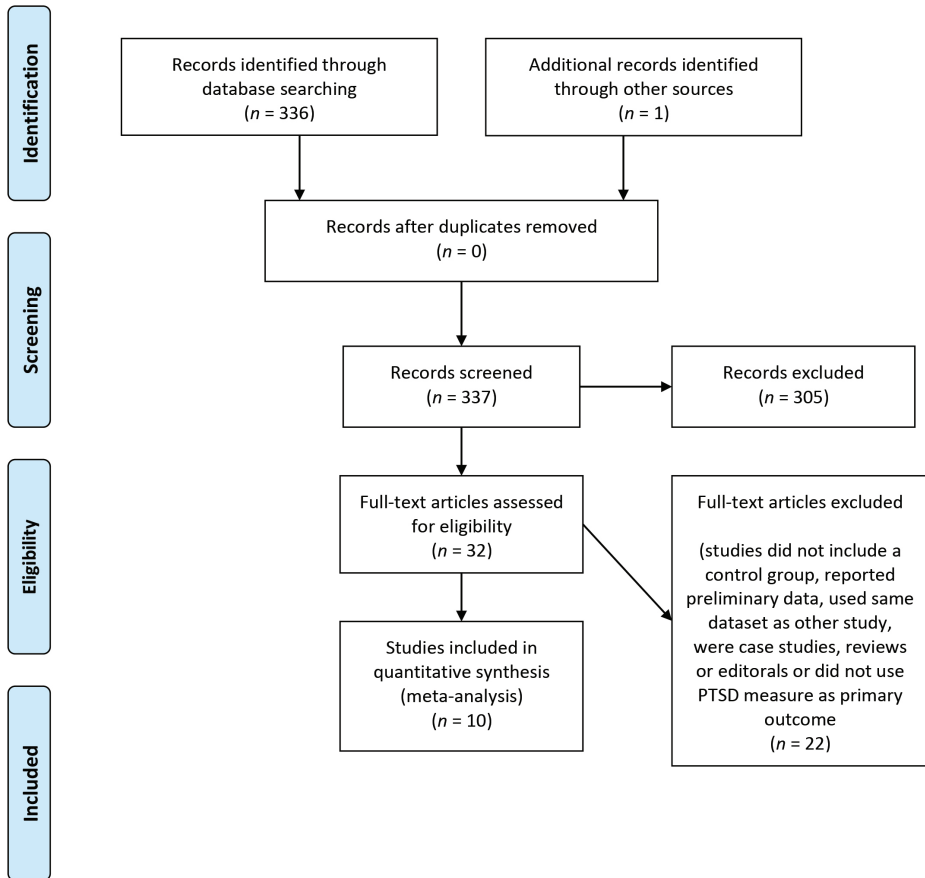 Identification
Records identified through
database searching
(n = 336)
Additional records identified
through other sources
(n = 1)
Records after duplicates removed
(n = 0)
Screening
Records screened
(n = 337)
Records excluded
(n = 305)
Eligibility
Full-text articles assessed
for eligibility
(n = 32)
Full-text articles excluded
(studies did not include a
control group, reported
preliminary data, used same
dataset as other study,
were case studies, reviews
or editorals or did not use
PTSD measure as primary
outcome
(n = 22)
Included
Studies included in
quantitative synthesis
(meta-analysis)
(n = 10)